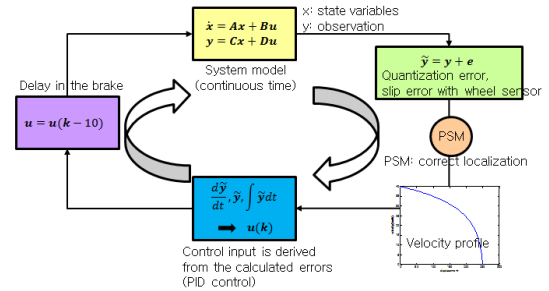 x: state variables
y: observation
ẋ = Ax + Bu
y = Cx + Du
System model
(continuous time)
Delay in the brake
u = u(k − 10)
ỹ = y + e
Quantization error,
slip error with wheel sensor
PSM
PSM: correct localization
Velocity profile
dỹ/dt, ỹ, ∫ ỹdt
➡ u(k)
Control input is derived
from the calculated errors
(PID control)